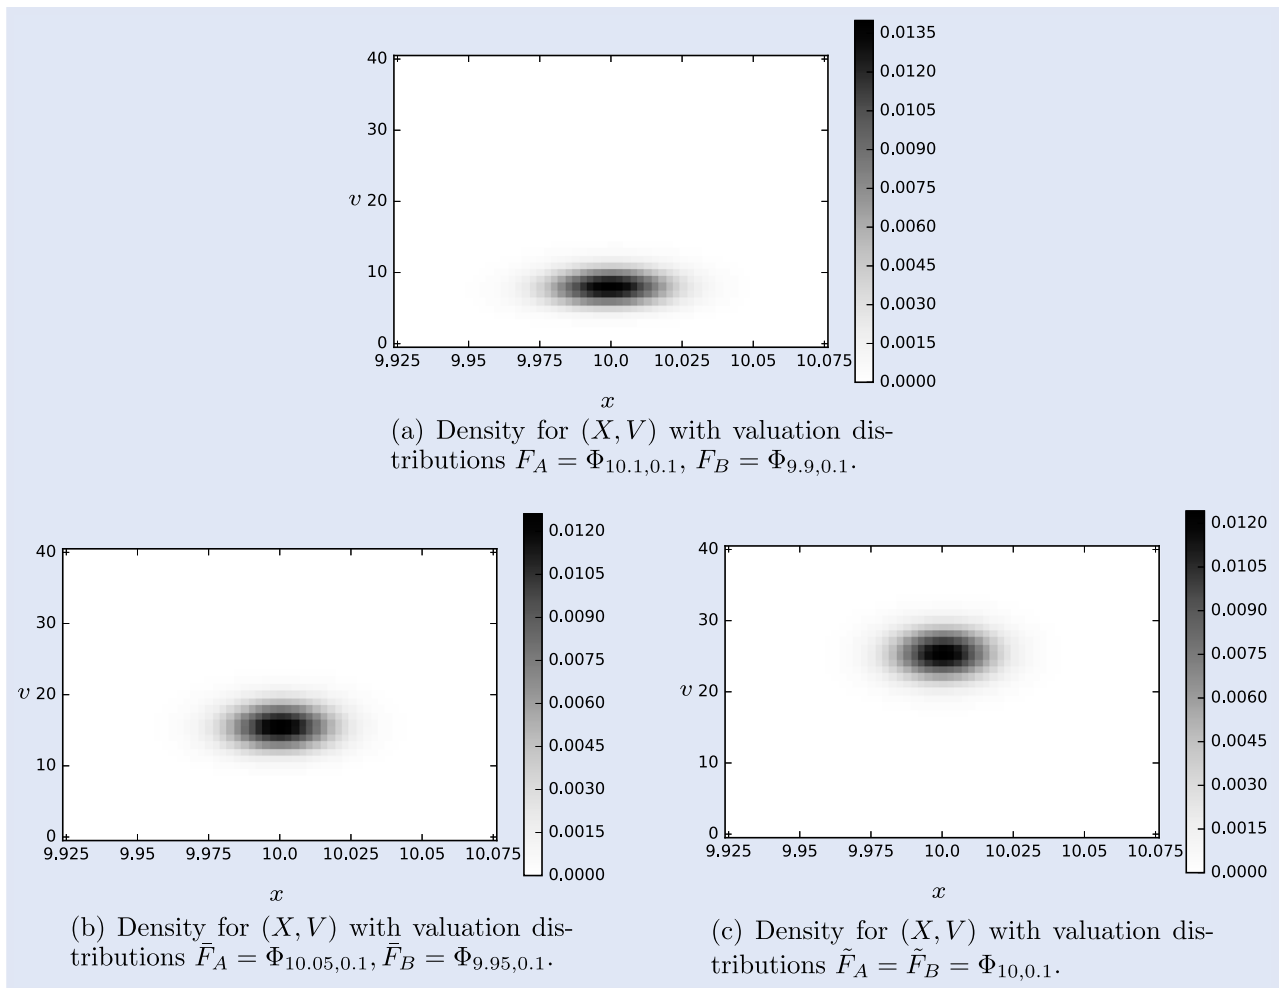 0.0135
0.0120
0.0105
0.0090
0.0075
0.0060
0.0045
0.0030
0.0015
0.0000
40
30
v 20
10
0
9.925 9.95 9.975 10.0 10.025 10.05 10.075
x
(a) Density for (X, V) with valuation dis-
tributions F_A = Φ_{10.1,0.1}, F_B = Φ_{9.9,0.1}.
0.0120
0.0105
0.0090
0.0075
0.0060
0.0045
0.0030
0.0015
0.0000
40
30
v 20
10
0
9.925 9.95 9.975 10.0 10.025 10.05 10.075
x
(b) Density for (X, V) with valuation dis-
tributions F̄_A = Φ_{10.05,0.1}, F̄_B = Φ_{9.95,0.1}.
0.0120
0.0105
0.0090
0.0075
0.0060
0.0045
0.0030
0.0015
0.0000
40
30
v 20
10
0
9.925 9.95 9.975 10.0 10.025 10.05 10.075
x
(c) Density for (X, V) with valuation dis-
tributions F̃_A = F̃_B = Φ_{10,0.1}.